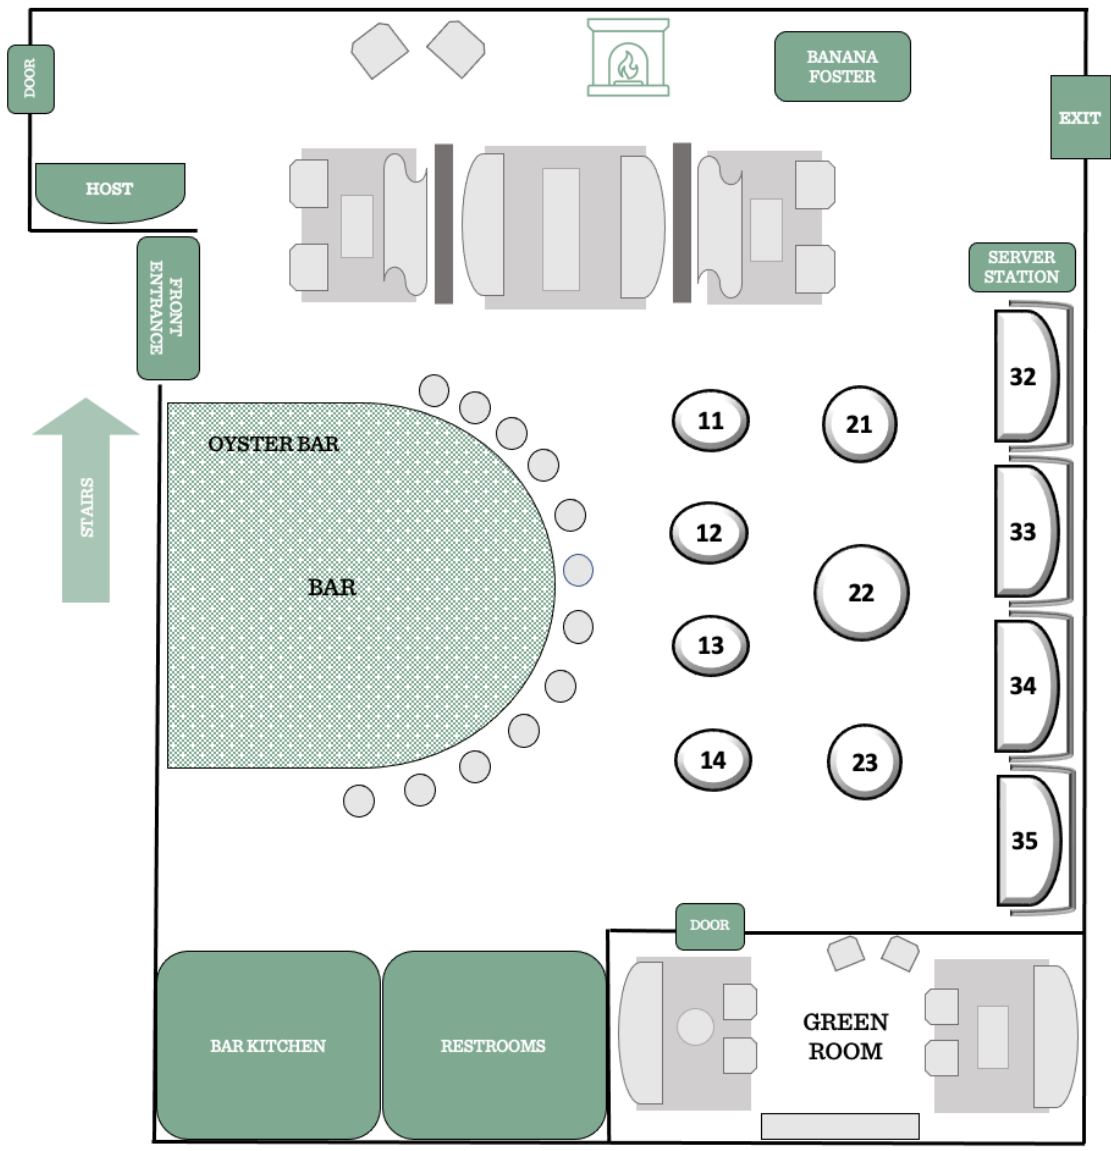 DOOR
BANANA
FOSTER
EXIT
HOST
FRONT
ENTRANCE
SERVER
STATION
STAIRS
OYSTER BAR
BAR
11
12
13
14
21
22
23
32
33
34
35
DOOR
BAR KITCHEN
RESTROOMS
GREEN
ROOM